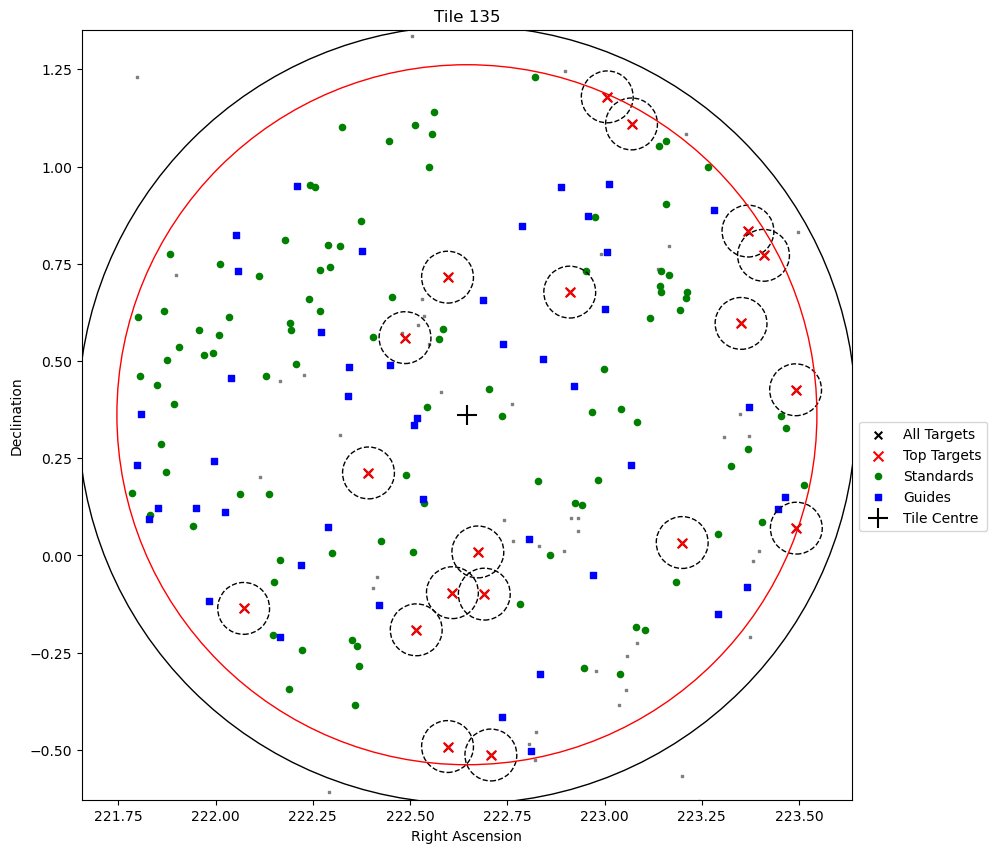 Tile 135
1.25
1.00
0.75
0.50
0.25
0.00
−0.25
−0.50
Declination
221.75 222.00 222.25 222.50 222.75 223.00 223.25 223.50
Right Ascension
All Targets
Top Targets
Standards
Guides
Tile Centre